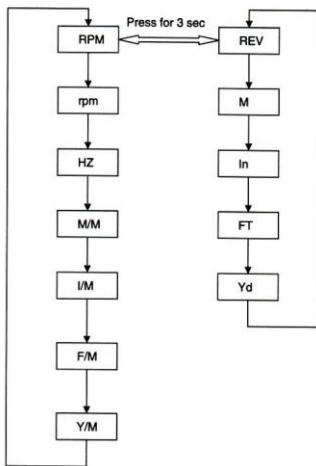 Press for 3 sec
RPM
REV
rpm
M
HZ
In
M/M
FT
I/M
Yd
F/M
Y/M